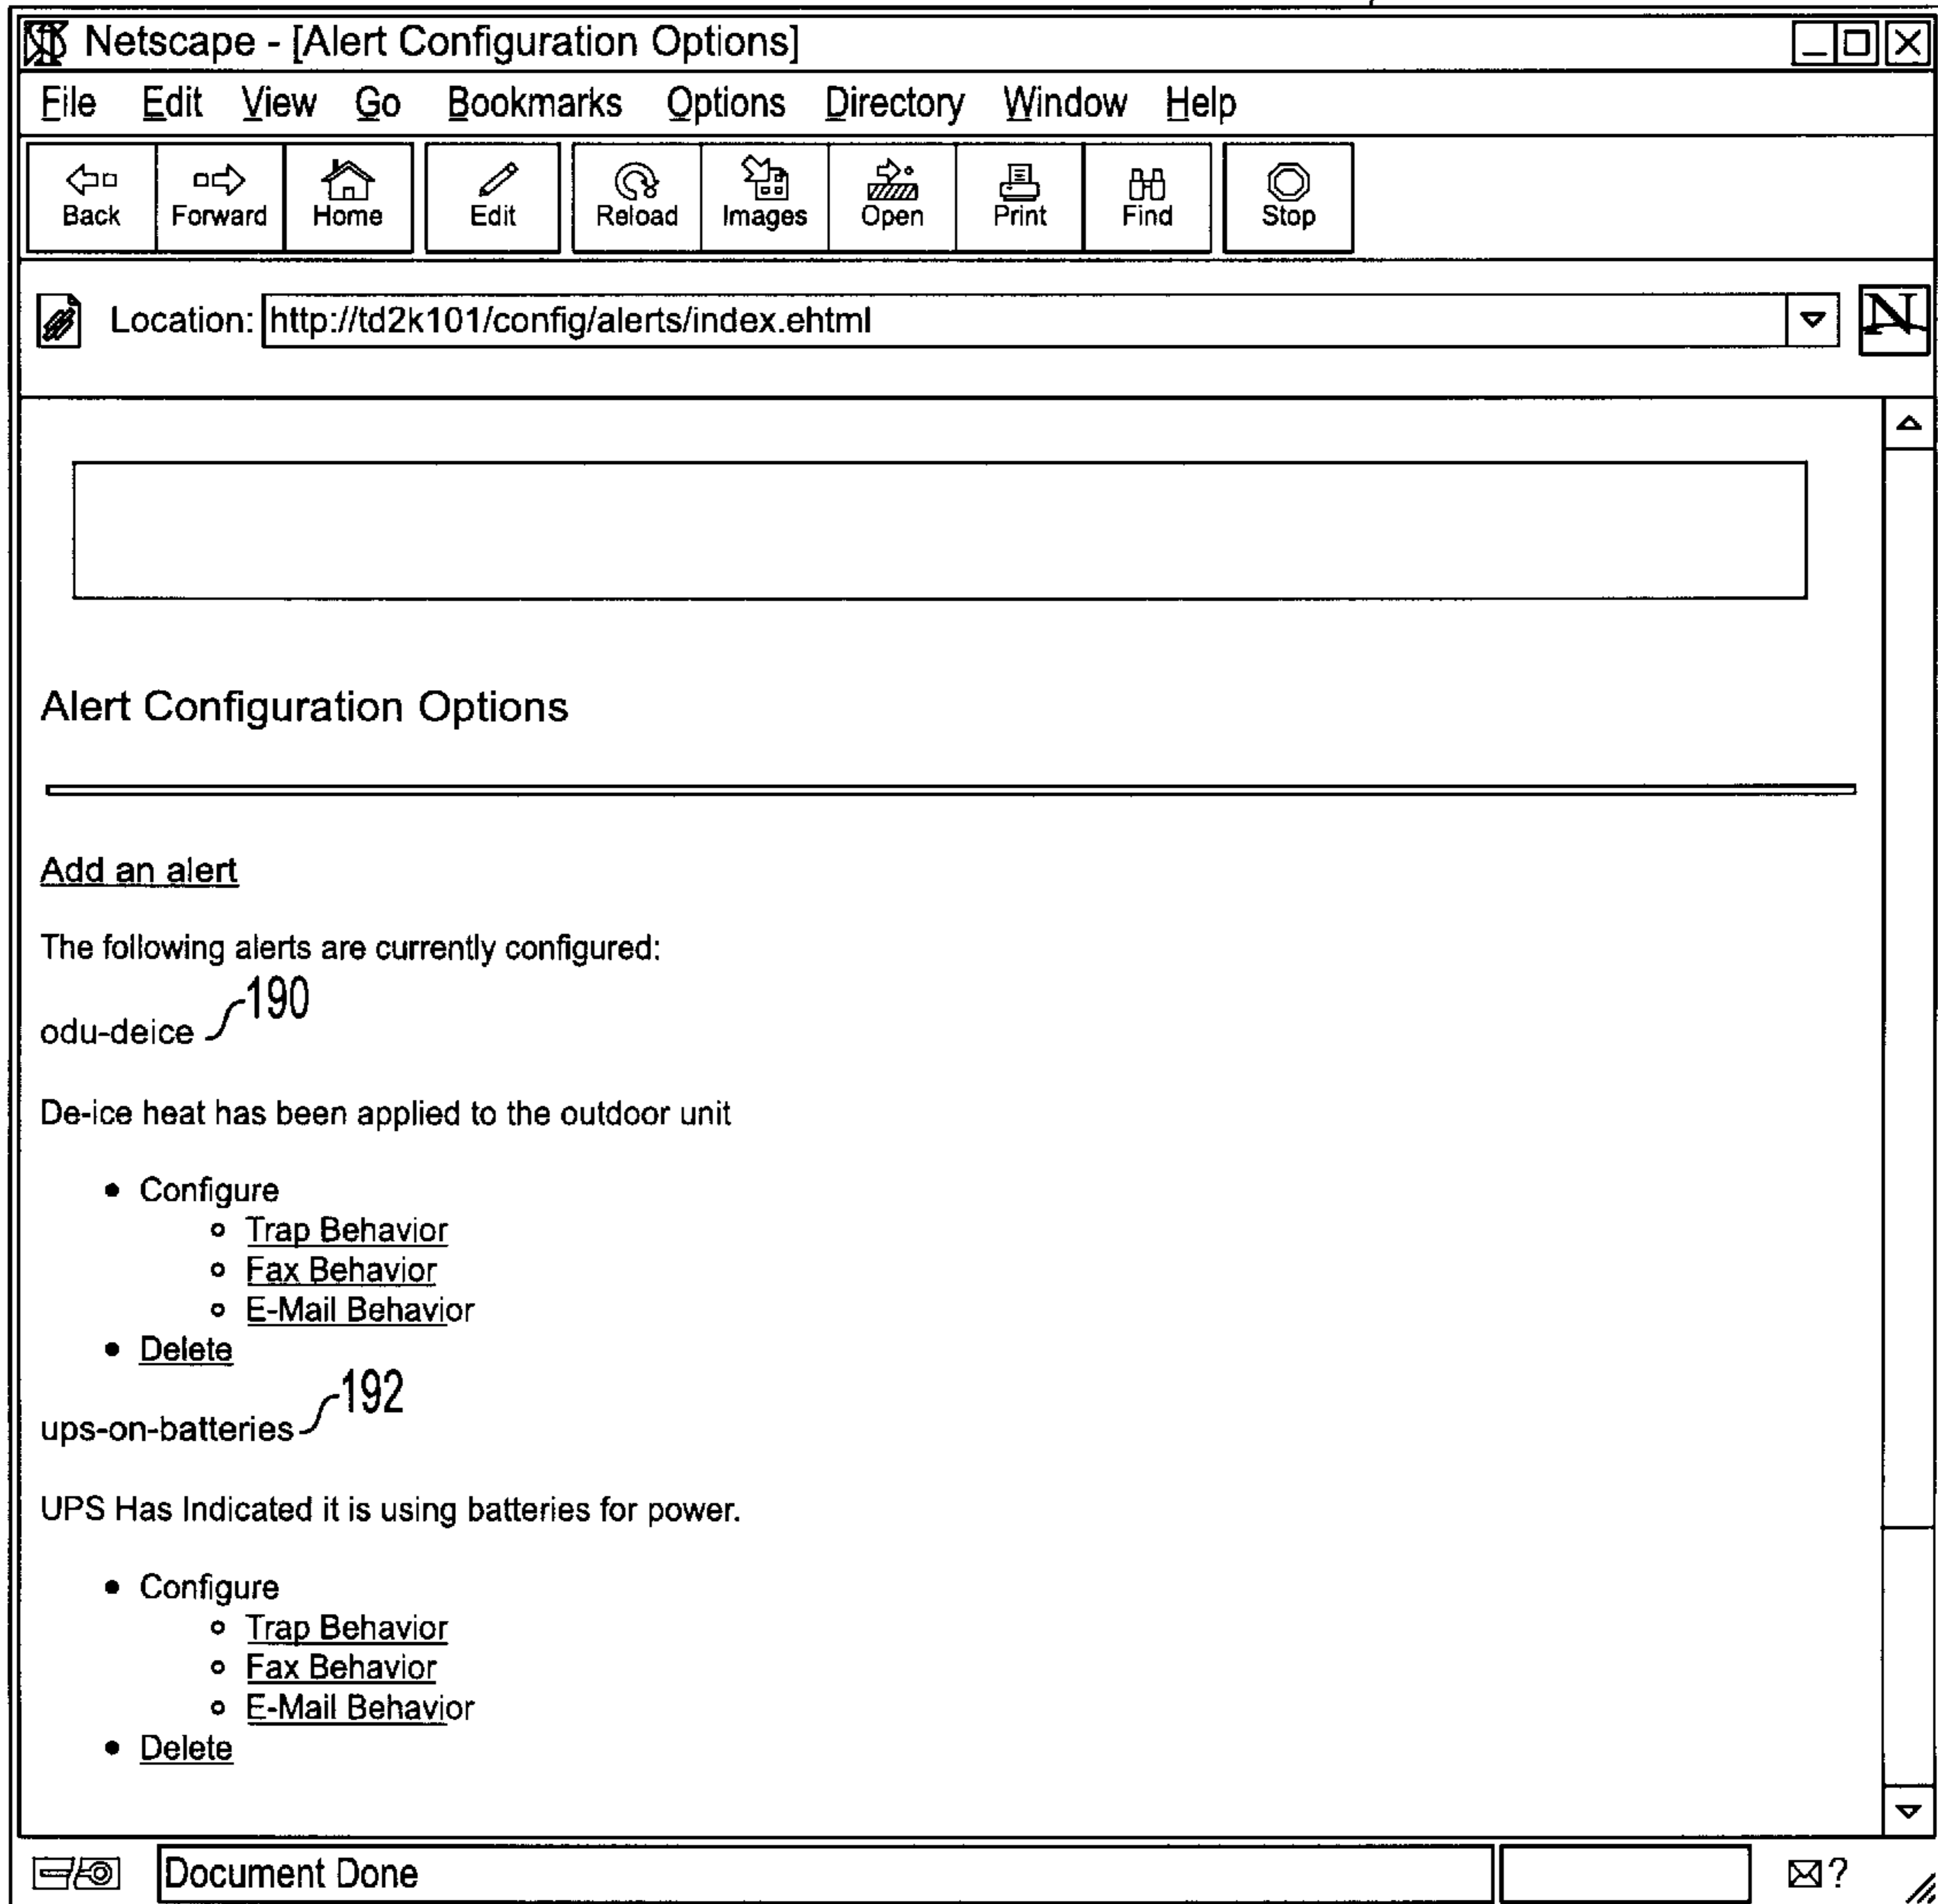 Netscape - [Alert Configuration Options]
File Edit View Go Bookmarks Options Directory Window Help
Back Forward Home Edit Reload Images Open Print Find Stop
Location: http://td2k101/config/alerts/index.ehtml
N
Alert Configuration Options
Add an alert
The following alerts are currently configured:
190
odu-deice
De-ice heat has been applied to the outdoor unit
• Configure
o Trap Behavior
o Fax Behavior
o E-Mail Behavior
• Delete
192
ups-on-batteries
UPS Has Indicated it is using batteries for power.
• Configure
o Trap Behavior
o Fax Behavior
o E-Mail Behavior
• Delete
Document Done
?